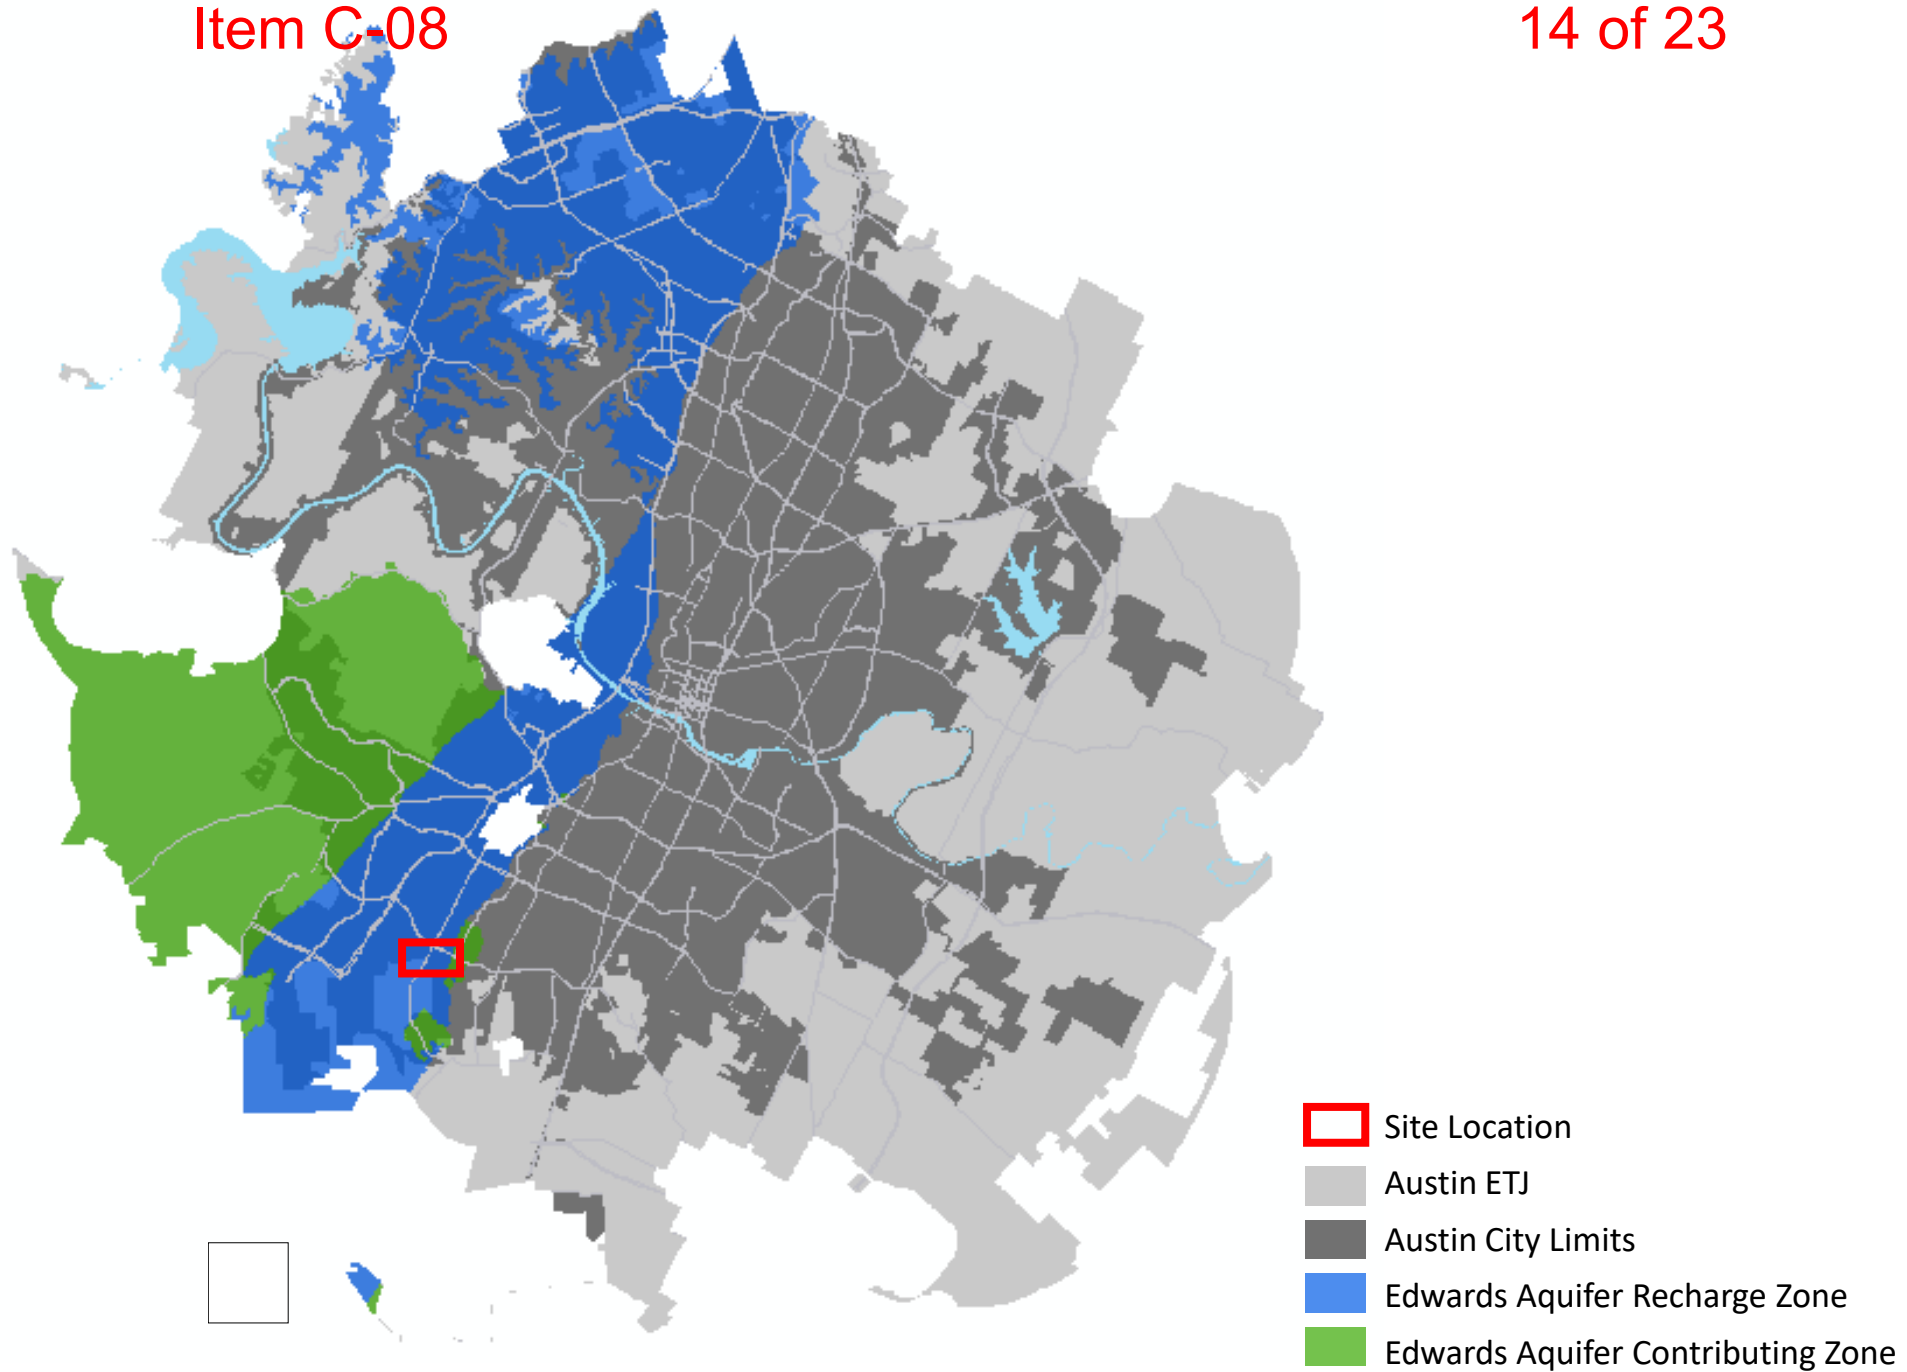 Item C-08
14 of 23
Site Location
Austin ETJ
Austin City Limits
Edwards Aquifer Recharge Zone
Edwards Aquifer Contributing Zone